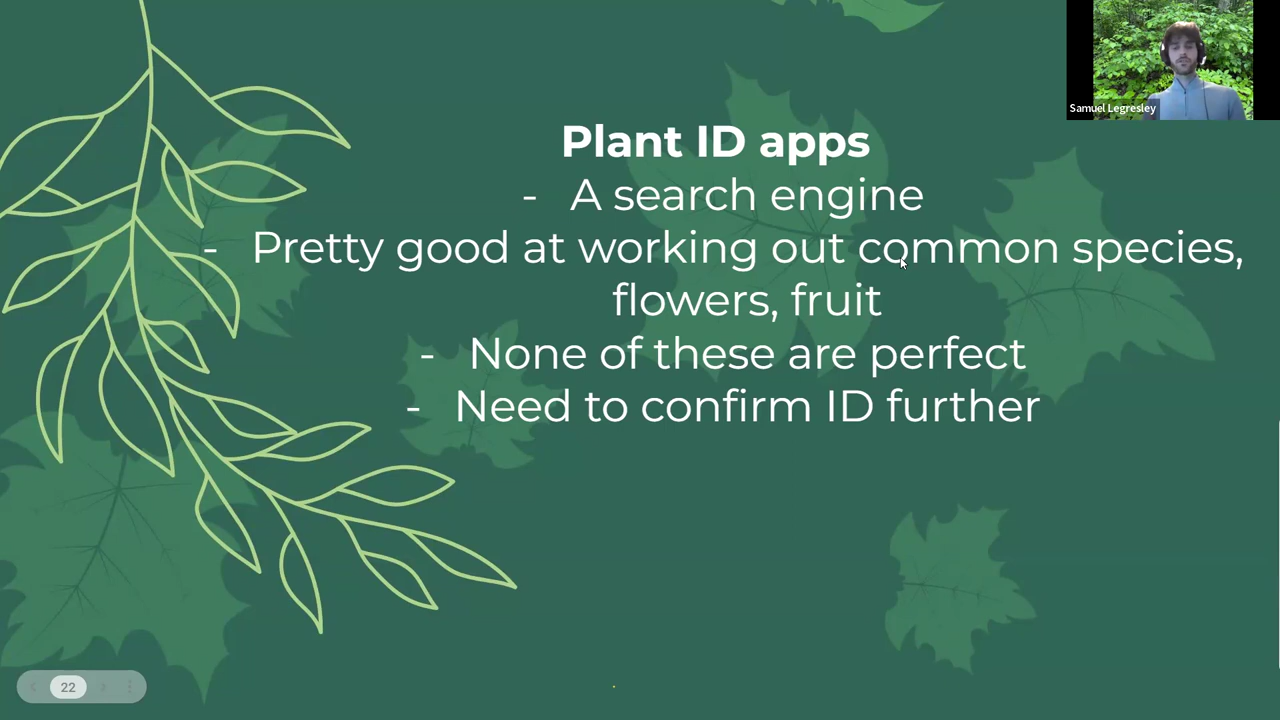 Plant ID apps
- A search engine
- Pretty good at working out common species,
flowers, fruit
- None of these are perfect
- Need to confirm ID further
Samuel Legresley
22